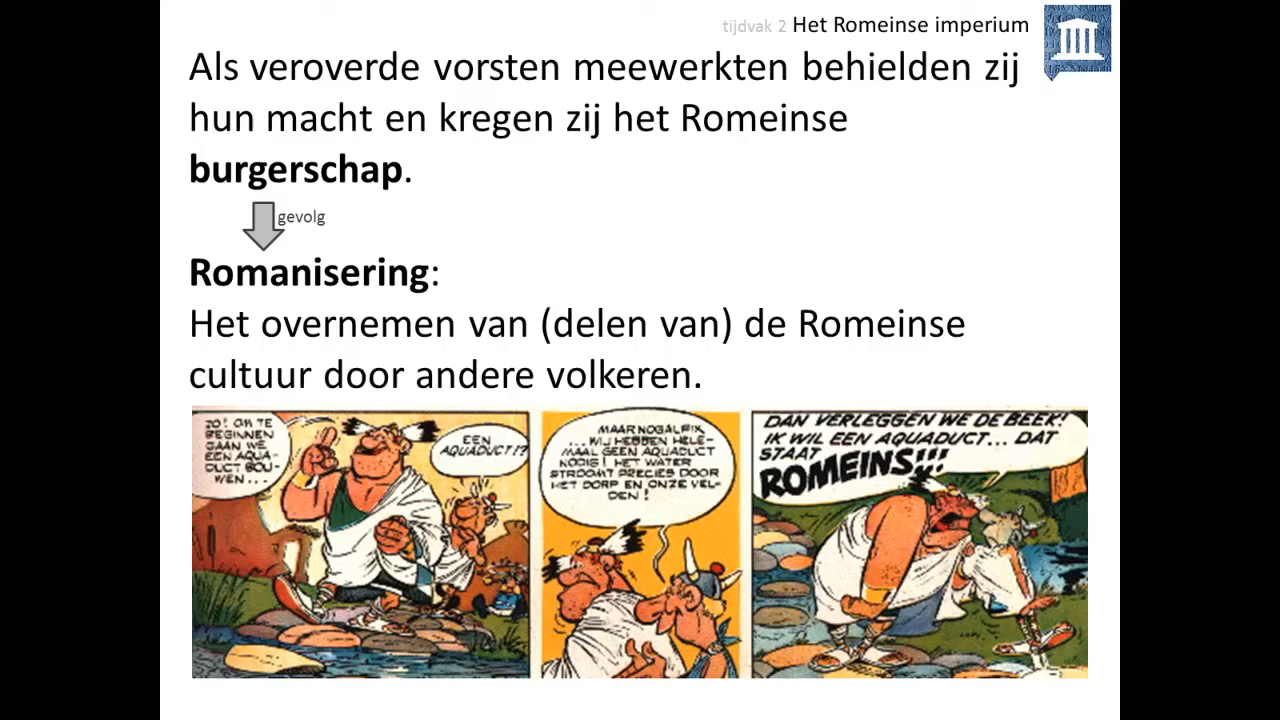 tijdvak 2 Het Romeinse imperium
Als veroverde vorsten meewerkten behielden zij
hun macht en kregen zij het Romeinse
burgerschap.
gevolg
Romanisering:
Het overnemen van (delen van) de Romeinse
cultuur door andere volkeren.
ZO! OM TE
BEGINNEN
GAAN WE
EEN AQUA-
DUCT BOU-
WEN...
EEN
AQUADUCT!?
MAAR NOGALFIX
... WIJ HEBBEN HELE-
MAAL GEEN AQUADUCT
NODIG! HET WATER
STROOMT PRECIES DOOR
HET DORP EN ONZE VEL-
DEN!
DAN VERLEGGEN WE DE BEEK!
IK WIL EEN AQUADUCT... DAT
STAAT
ROMEINS!!!